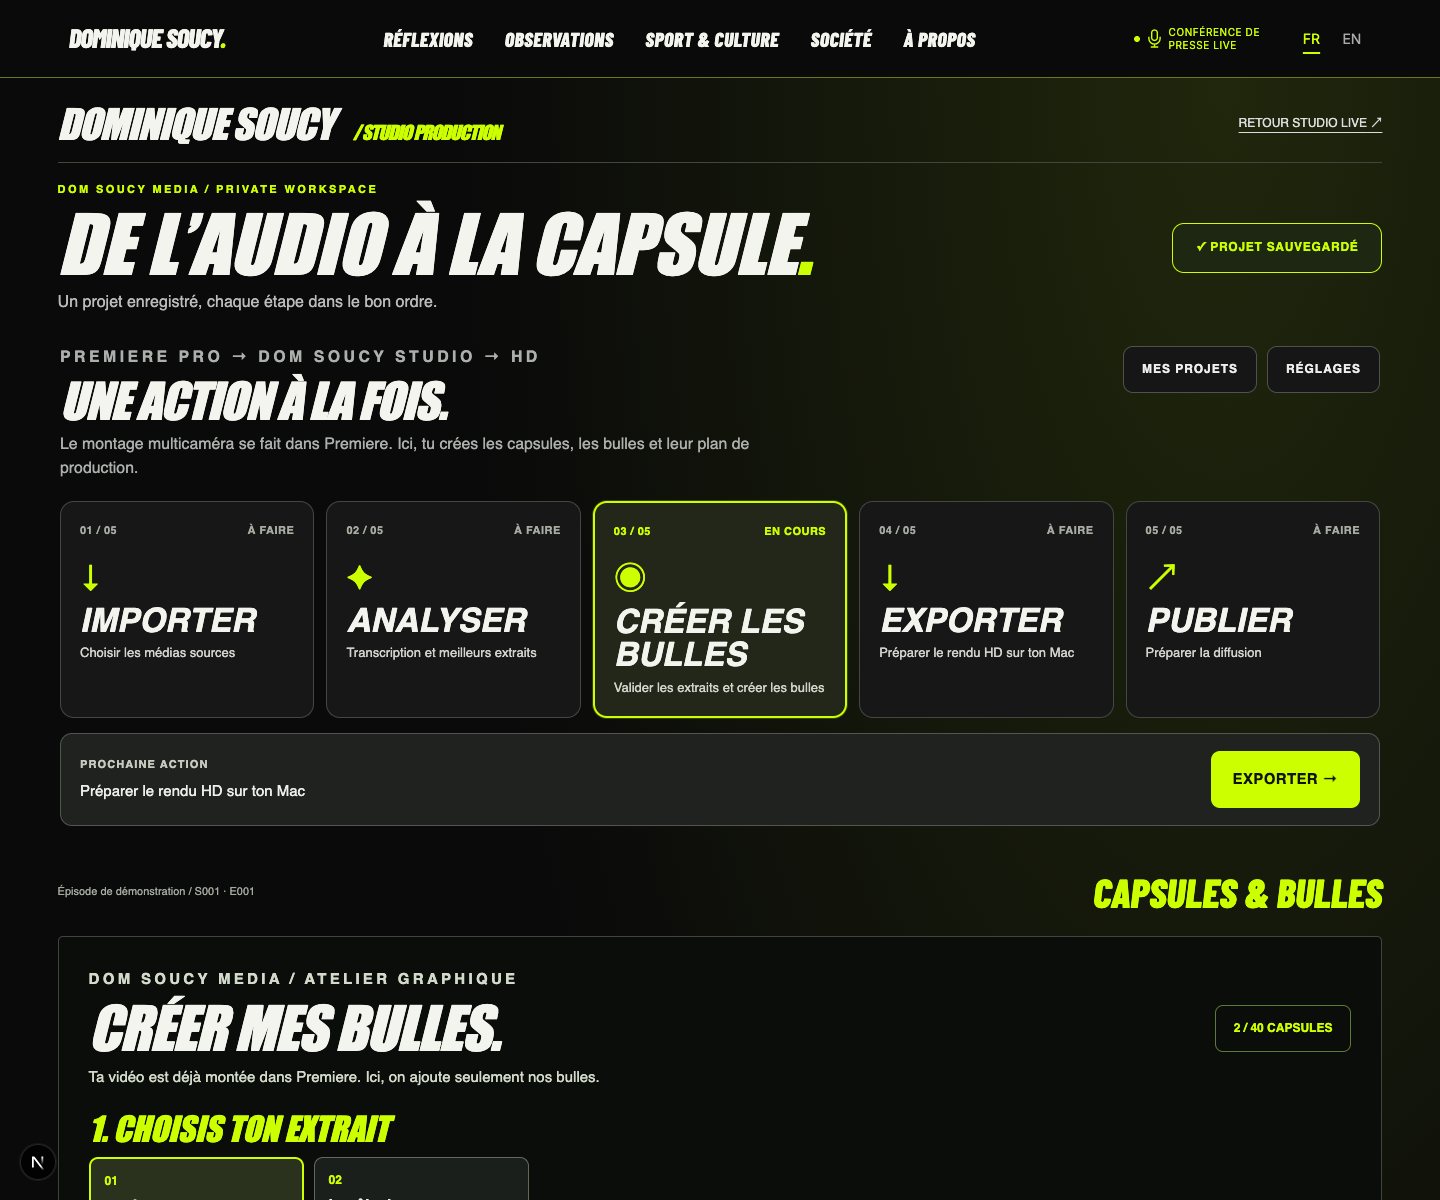 DOMINIQUE SOUCY.
RÉFLEXIONS
OBSERVATIONS
SPORT & CULTURE
SOCIÉTÉ
À PROPOS
CONFÉRENCE DE
PRESSE LIVE
FR
EN
DOMINIQUE SOUCY / STUDIO PRODUCTION
RETOUR STUDIO LIVE ↗
DOM SOUCY MEDIA / PRIVATE WORKSPACE
DE L’AUDIO À LA CAPSULE.
✓ PROJET SAUVEGARDÉ
Un projet enregistré, chaque étape dans le bon ordre.
PREMIERE PRO → DOM SOUCY STUDIO → HD
MES PROJETS
RÉGLAGES
UNE ACTION À LA FOIS.
Le montage multicaméra se fait dans Premiere. Ici, tu crées les capsules, les bulles et leur plan de
production.
01 / 05
À FAIRE
↓
IMPORTER
Choisir les médias sources
02 / 05
À FAIRE
✦
ANALYSER
Transcription et meilleurs extraits
03 / 05
EN COURS
◉
CRÉER LES
BULLES
Valider les extraits et créer les bulles
04 / 05
À FAIRE
↓
EXPORTER
Préparer le rendu HD sur ton Mac
05 / 05
À FAIRE
↗
PUBLIER
Préparer la diffusion
PROCHAINE ACTION
Préparer le rendu HD sur ton Mac
EXPORTER →
Épisode de démonstration / S001 · E001
CAPSULES & BULLES
DOM SOUCY MEDIA / ATELIER GRAPHIQUE
CRÉER MES BULLES.
2 / 40 CAPSULES
Ta vidéo est déjà montée dans Premiere. Ici, on ajoute seulement nos bulles.
1. CHOISIS TON EXTRAIT
01
02
N